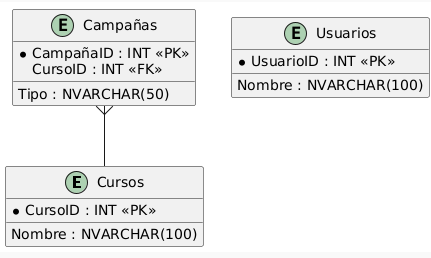 E Campañas
CampañaID : INT «PK»
CursoID : INT «FK»
Tipo : NVARCHAR(50)
E Usuarios
UsuarioID : INT «PK»
Nombre : NVARCHAR(100)
E Cursos
CursoID : INT «PK»
Nombre : NVARCHAR(100)